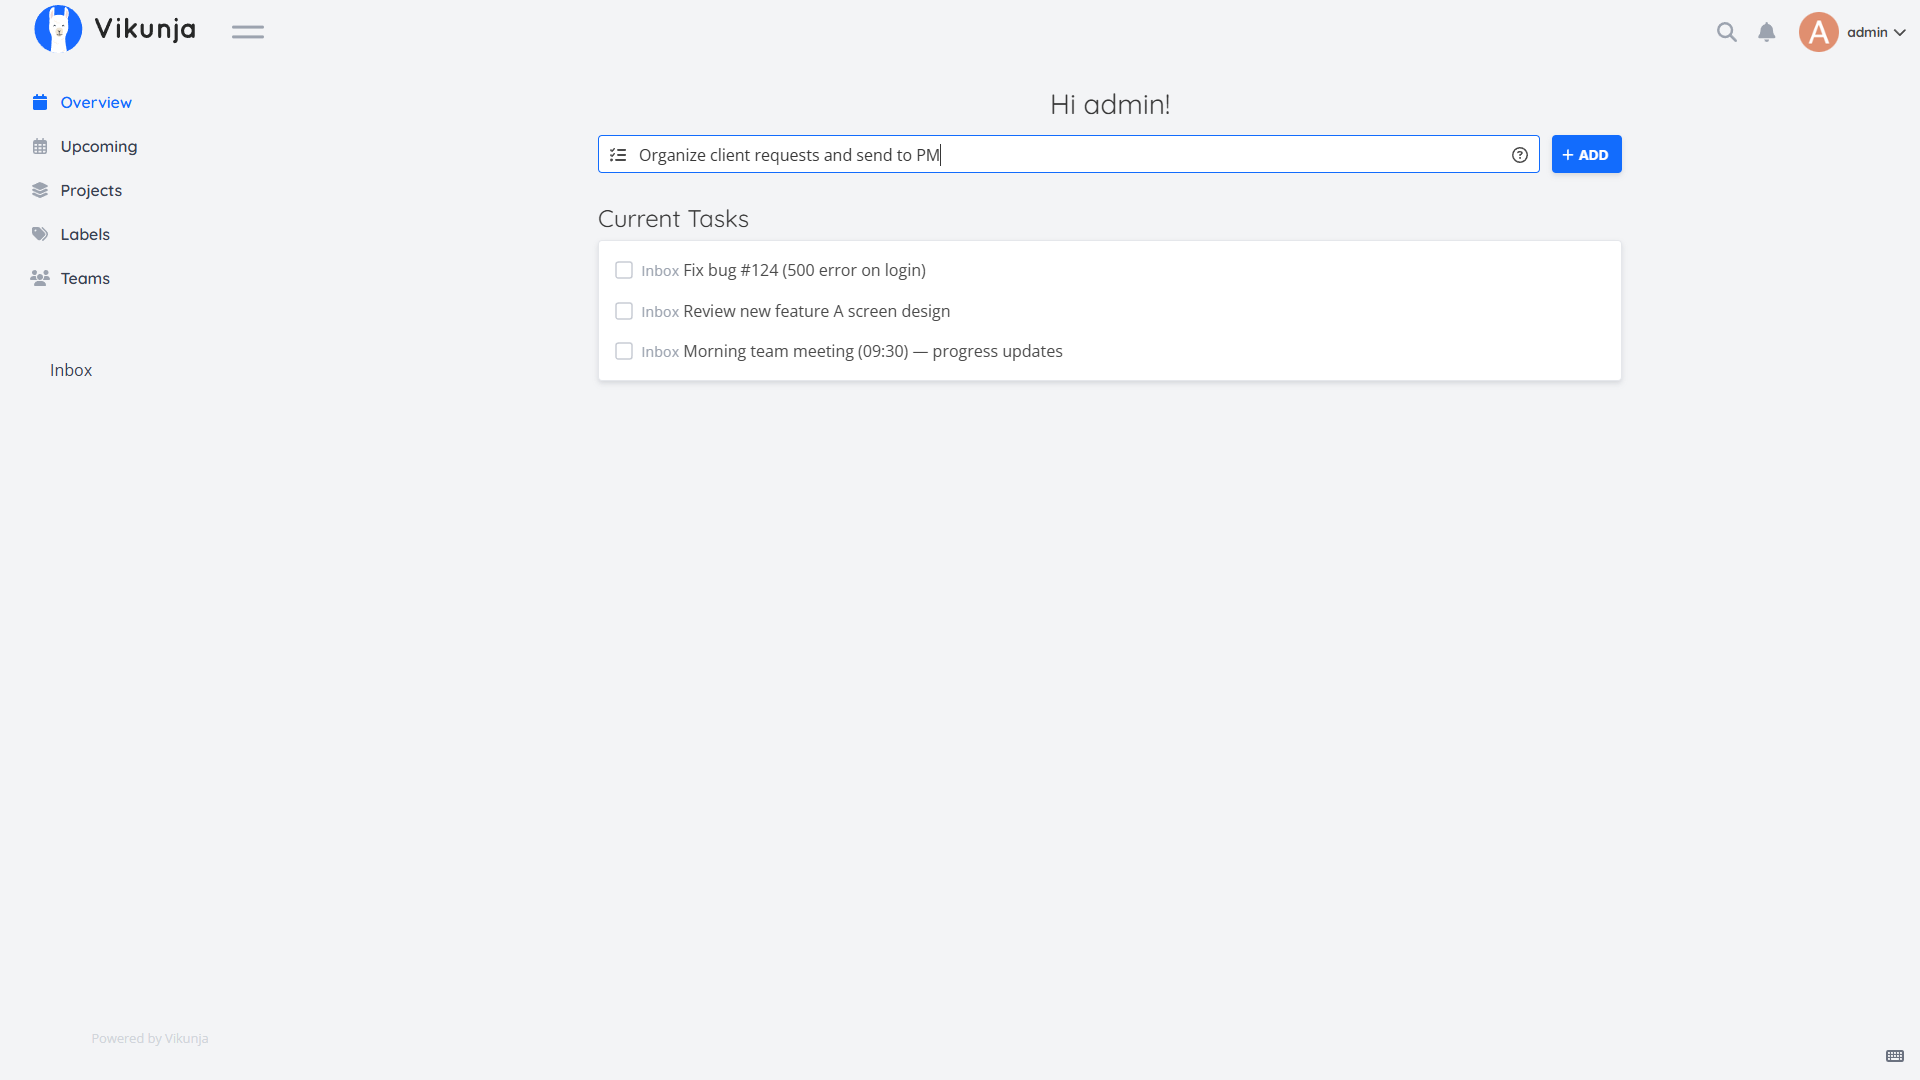 Vikunja
A admin
Overview
Upcoming
Projects
Labels
Teams
Inbox
Hi admin!
Organize client requests and send to PM
+ ADD
Current Tasks
Inbox Fix bug #124 (500 error on login)
Inbox Review new feature A screen design
Inbox Morning team meeting (09:30) — progress updates
Powered by Vikunja